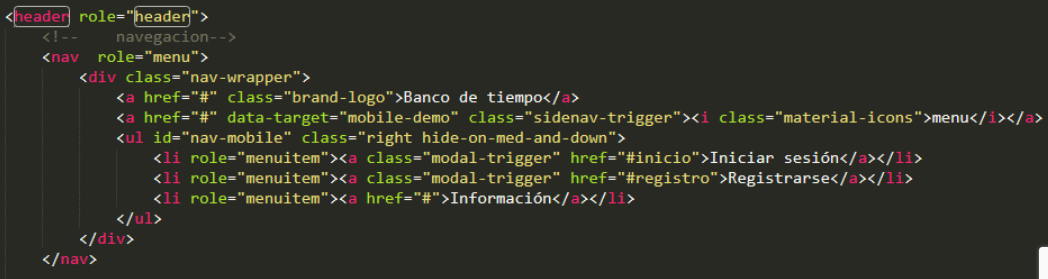 <header role="header">
<!--    navegacion-->
<nav  role="menu">
<div class="nav-wrapper">
<a href="#" class="brand-logo">Banco de tiempo</a>
<a href="#" data-target="mobile-demo" class="sidenav-trigger"><i class="material-icons">menu</i></a>
<ul id="nav-mobile" class="right hide-on-med-and-down">
<li role="menuitem"><a class="modal-trigger" href="#inicio">Iniciar sesión</a></li>
<li role="menuitem"><a class="modal-trigger" href="#registro">Registrarse</a></li>
<li role="menuitem"><a href="#">Información</a></li>
</ul>
</div>
</nav>